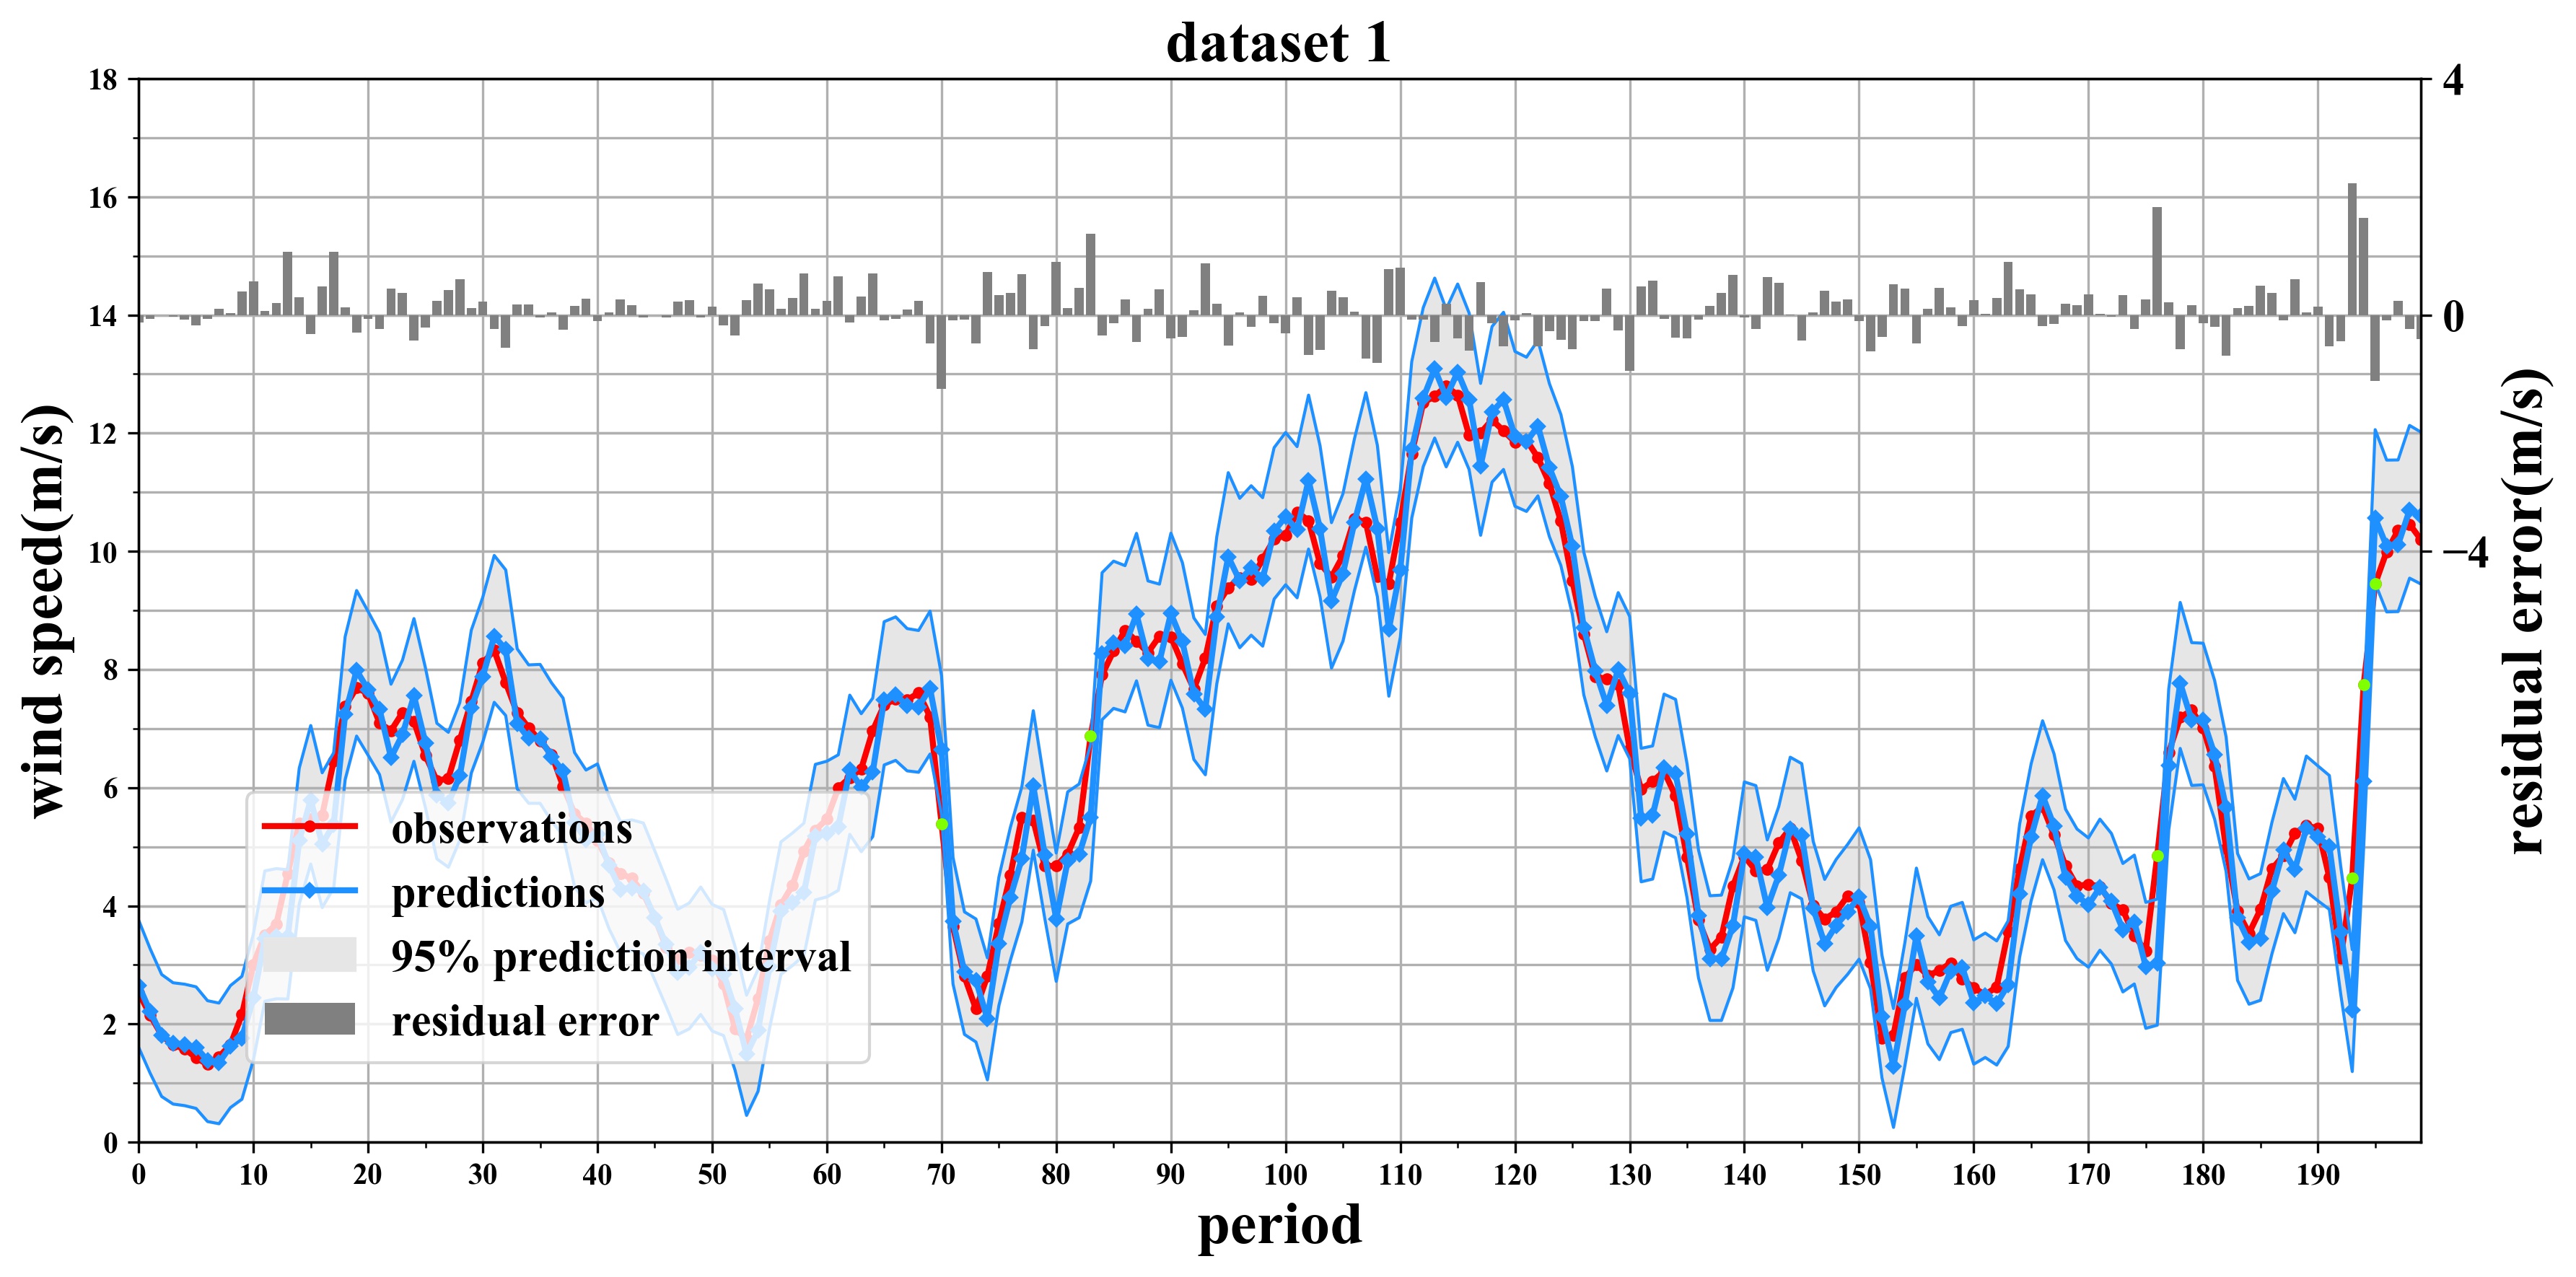 dataset 1
18
16
14
12
10
8
6
4
2
0
wind speed(m/s)
4
0
−4
residual error(m/s)
observations
predictions
95% prediction interval
residual error
0 10 20 30 40 50 60 70 80 90 100 110 120 130 140 150 160 170 180 190
period